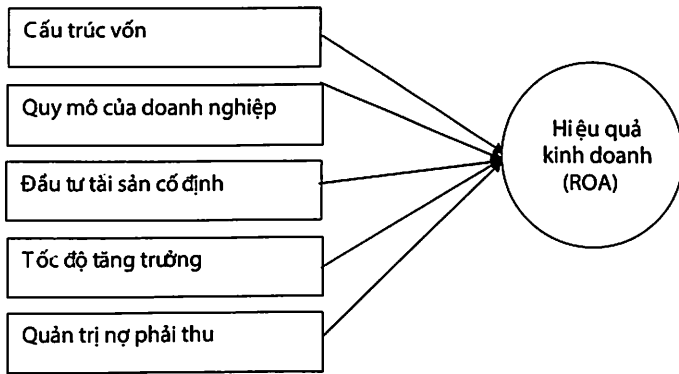 Cấu trúc vốn
Quy mô của doanh nghiệp
Đầu tư tài sản cố định
Tốc độ tăng trưởng
Quản trị nợ phải thu
Hiệu quả
kinh doanh
(ROA)